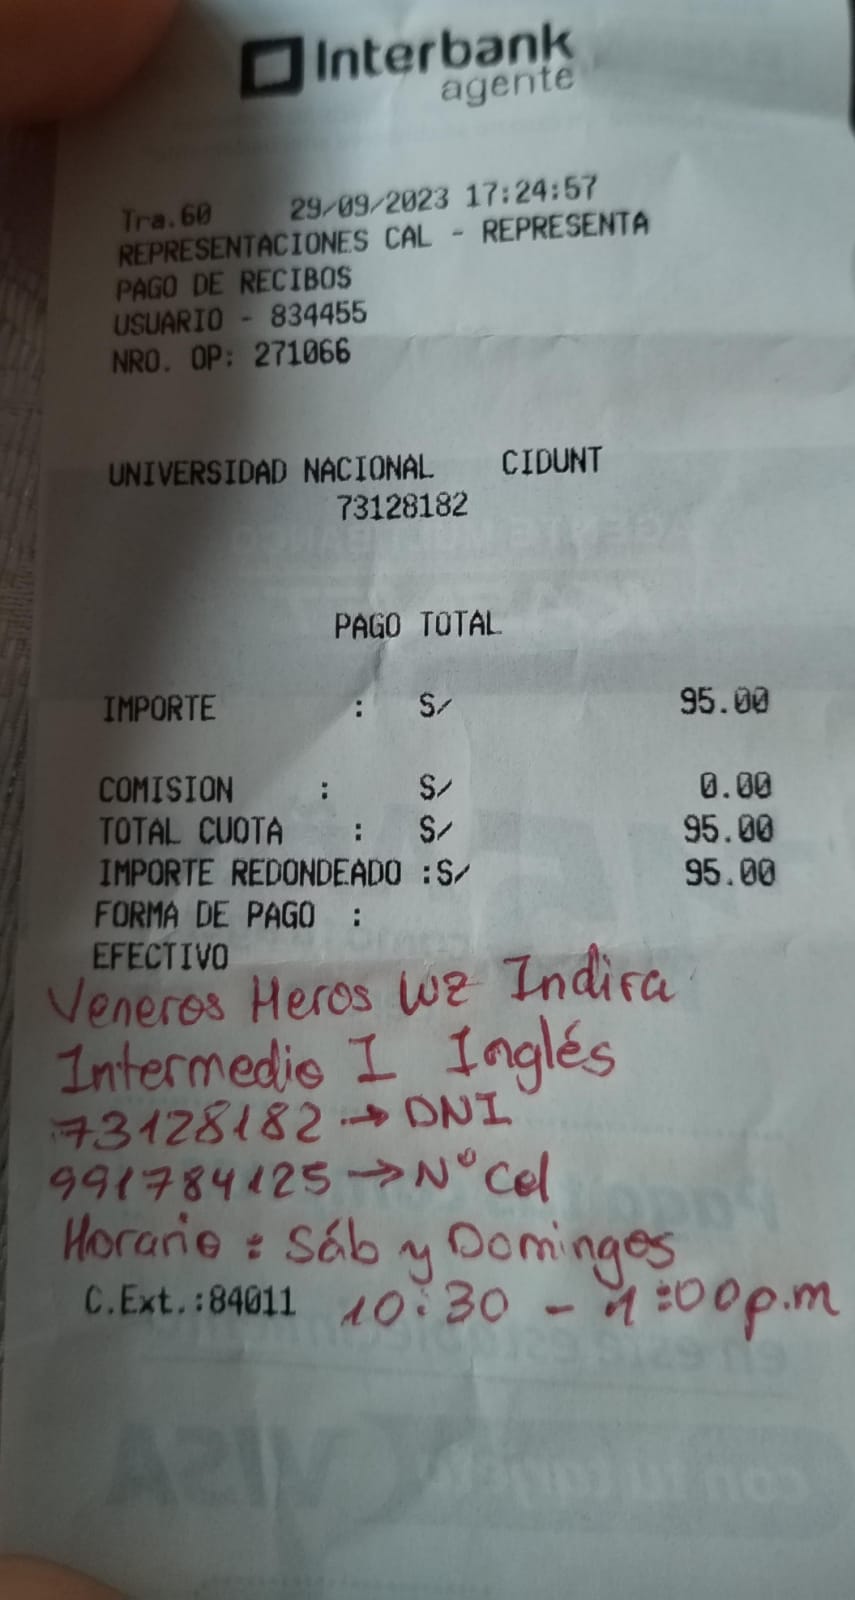 Interbank
agente
Tra.60 29/09/2023 17:24:57
REPRESENTACIONES CAL - REPRESENTA
PAGO DE RECIBOS
USUARIO - 834455
NRO. OP: 271066
UNIVERSIDAD NACIONAL CIDUNT
73128182
PAGO TOTAL
IMPORTE : S/ 95.00
COMISION : S/ 0.00
TOTAL CUOTA : S/ 95.00
IMPORTE REDONDEADO :S/ 95.00
FORMA DE PAGO :
EFECTIVO
Veneros Heros Luz Indira
Intermedio I Inglés
73128182 → DNI
991784125 → N° Cel
Horario : Sáb y Domingos
C.Ext.:84011 10:30 - 1:00p.m